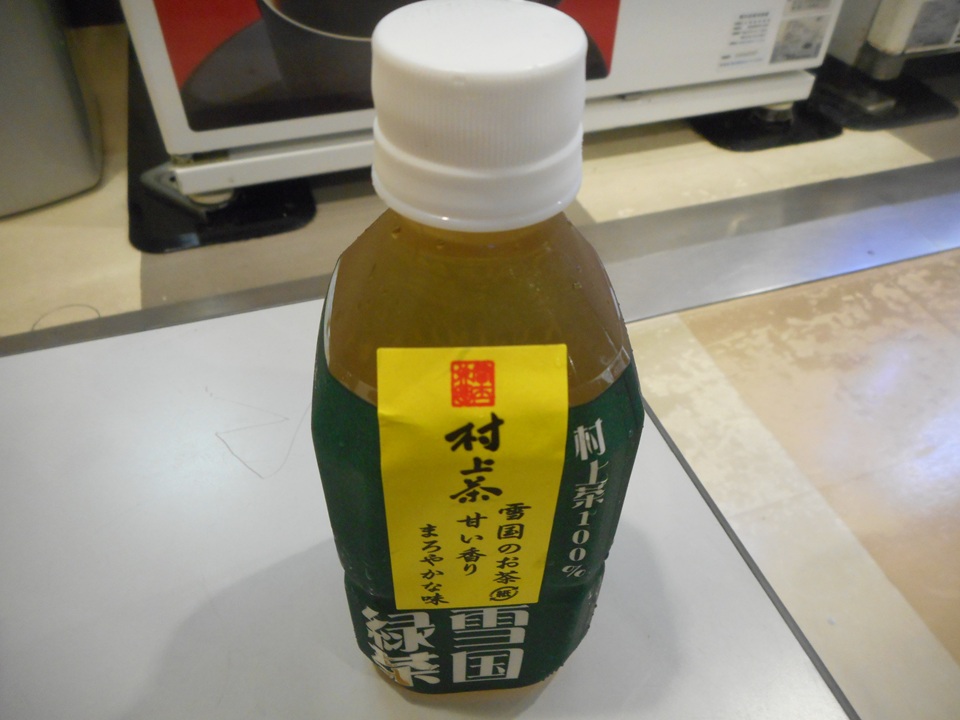 村上茶
雪国のお茶
甘い香り
まろやかな味
紙
村上茶100%
雪国
緑茶